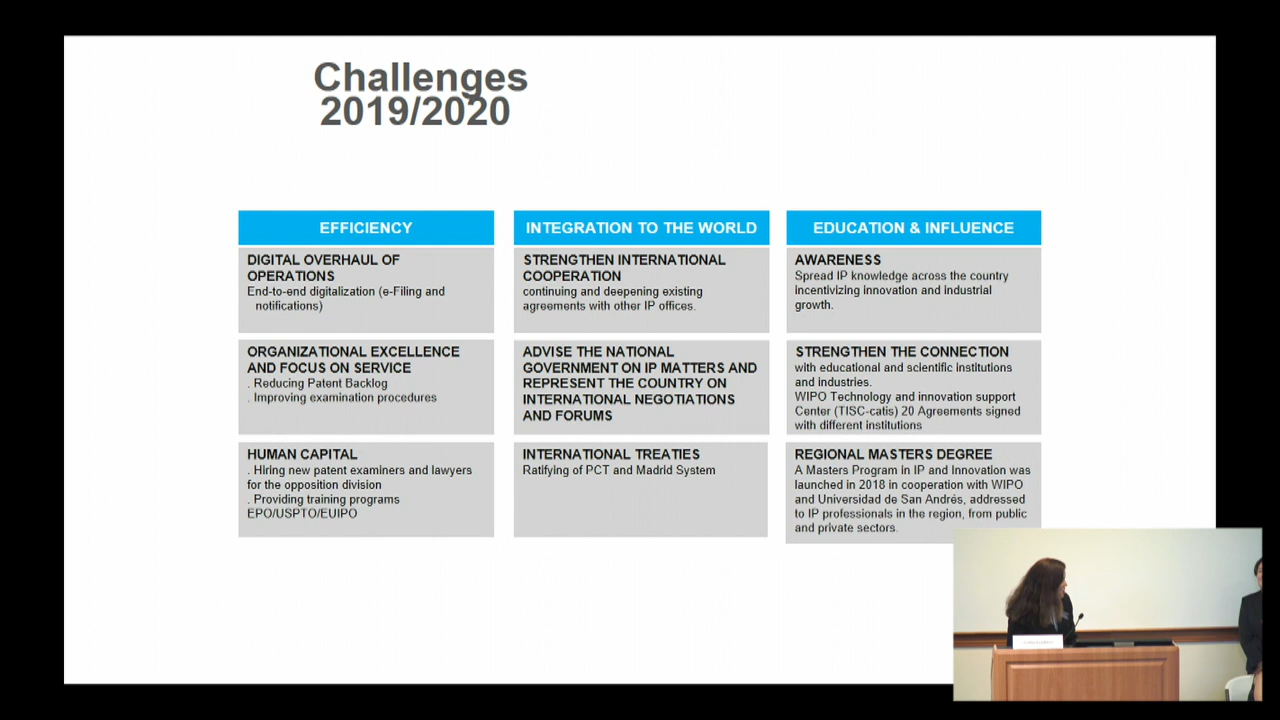 Challenges
2019/2020
EFFICIENCY
DIGITAL OVERHAUL OF
OPERATIONS
End-to-end digitalization (e-Filing and
notifications)
ORGANIZATIONAL EXCELLENCE
AND FOCUS ON SERVICE
. Reducing Patent Backlog
. Improving examination procedures
HUMAN CAPITAL
. Hiring new patent examiners and lawyers
for the opposition division
. Providing training programs
EPO/USPTO/EUIPO
INTEGRATION TO THE WORLD
STRENGTHEN INTERNATIONAL
COOPERATION
continuing and deepening existing
agreements with other IP offices.
ADVISE THE NATIONAL
GOVERNMENT ON IP MATTERS AND
REPRESENT THE COUNTRY ON
INTERNATIONAL NEGOTIATIONS
AND FORUMS
INTERNATIONAL TREATIES
Ratifying of PCT and Madrid System
EDUCATION & INFLUENCE
AWARENESS
Spread IP knowledge across the country
incentivizing innovation and industrial
growth.
STRENGTHEN THE CONNECTION
with educational and scientific institutions
and industries.
WIPO Technology and innovation support
Center (TISC-catis) 20 Agreements signed
with different institutions
REGIONAL MASTERS DEGREE
A Masters Program in IP and Innovation was
launched in 2018 in cooperation with WIPO
and Universidad de San Andrés, addressed
to IP professionals in the region, from public
and private sectors.